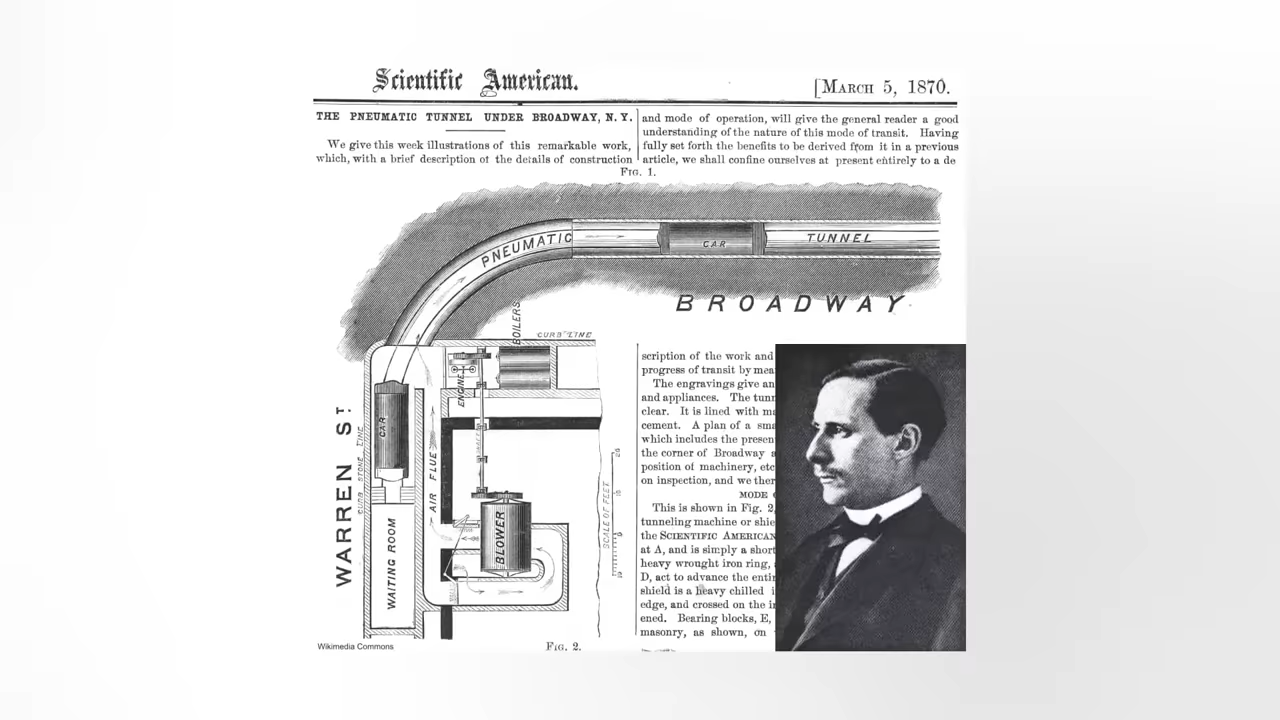 Scientific American.
[MARCH 5, 1870.
THE PNEUMATIC TUNNEL UNDER BROADWAY, N. Y.
We give this week illustrations of this remarkable work,
which, with a brief description of the details of construction
and mode of operation, will give the general reader a good
understanding of the nature of this mode of transit. Having
fully set forth the benefits to be derived from it in a previous
article, we shall confine ourselves at present entirely to a de
FIG. 1.
PNEUMATIC
CAR
TUNNEL
BROADWAY
BOILERS
CURB LINE
ENGINE
CAR
WARREN ST
CURB STONE LINE
AIR FLUE
WAITING ROOM
BLOWER
SCALE OF FEET
FIG. 2.
scription of the work and
progress of transit by mea
The engravings give an
and appliances. The tunn
clear. It is lined with ma
cement. A plan of a sma
which includes the presen
the corner of Broadway a
position of machinery, etc
on inspection, and we ther
MODE
This is shown in Fig. 2,
tunneling machine or shie
the SCIENTIFIC AMERICAN
at A, and is simply a short
heavy wrought iron ring,
D, act to advance the entir
shield is a heavy chilled i
edge, and crossed on the in
ened. Bearing blocks, E,
masonry, as shown, on
Wikimedia Commons